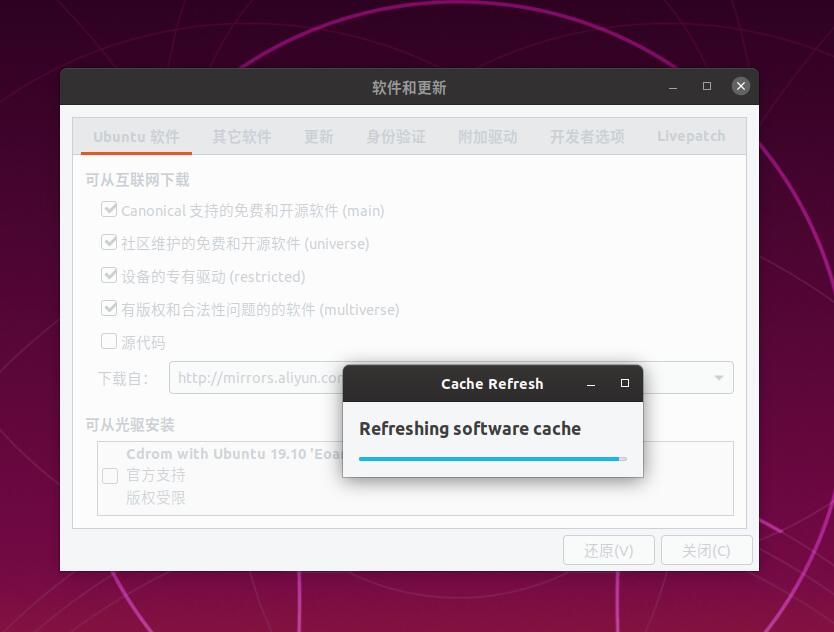 软件和更新
Ubuntu 软件 其它软件 更新 身份验证 附加驱动 开发者选项 Livepatch
可从互联网下载
Canonical 支持的免费和开源软件 (main)
社区维护的免费和开源软件 (universe)
设备的专有驱动 (restricted)
有版权和合法性问题的的软件 (multiverse)
源代码
下载自： http://mirrors.aliyun.com
Cache Refresh
Refreshing software cache
可从光驱安装
Cdrom with Ubuntu 19.10 'Eoa
官方支持
版权受限
还原(V) 关闭(C)